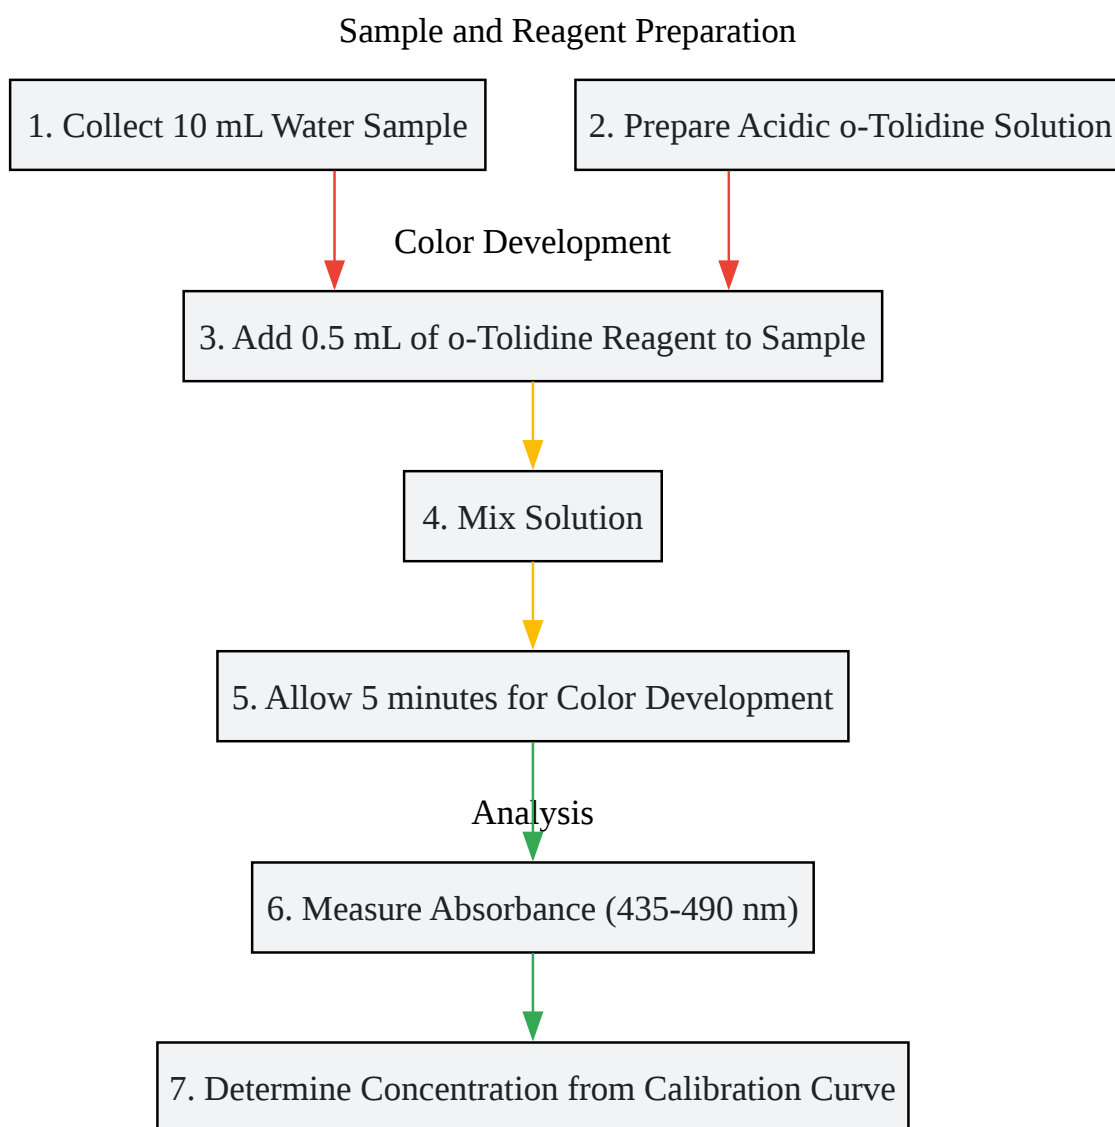 Sample and Reagent Preparation
1. Collect 10 mL Water Sample
2. Prepare Acidic o-Tolidine Solution
Color Development
3. Add 0.5 mL of o-Tolidine Reagent to Sample
4. Mix Solution
5. Allow 5 minutes for Color Development
Analysis
6. Measure Absorbance (435-490 nm)
7. Determine Concentration from Calibration Curve